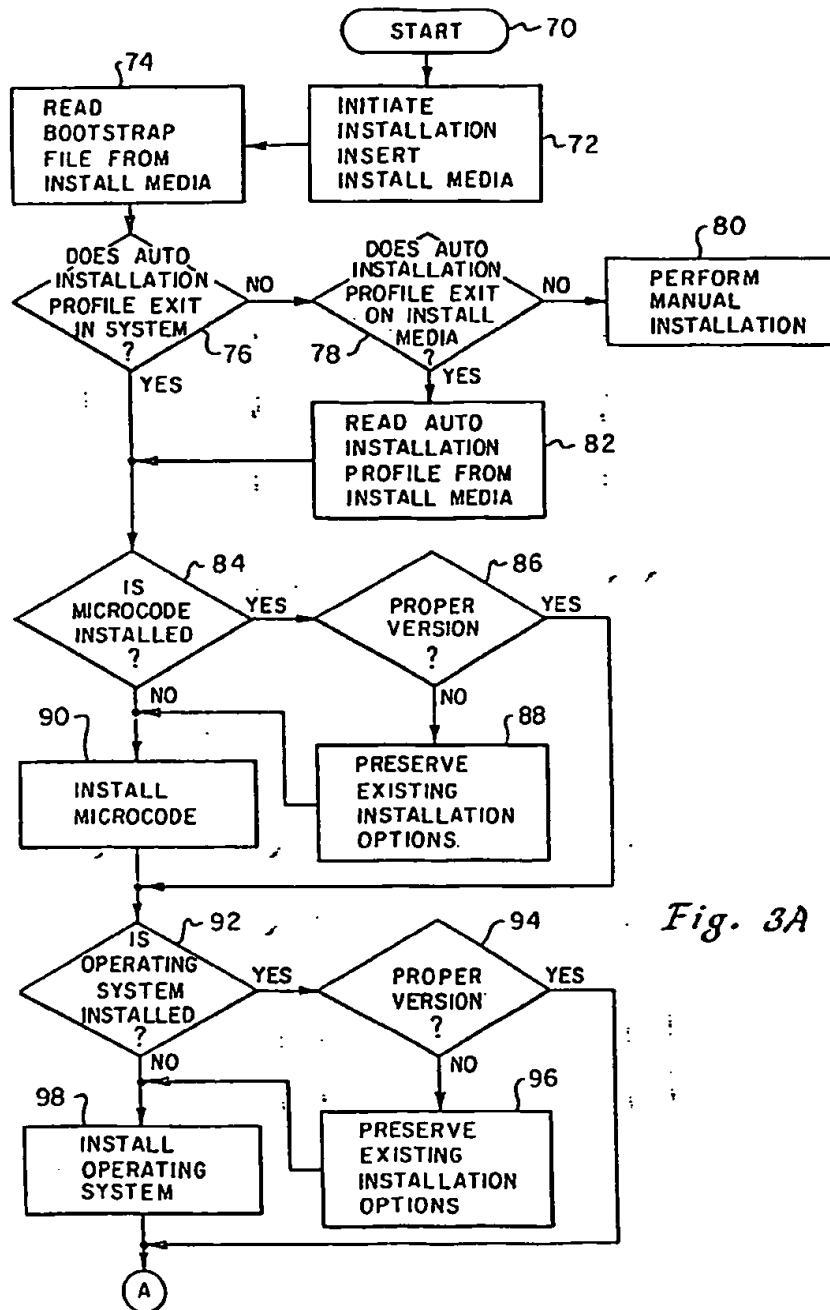 START
70
74
READ
BOOTSTRAP
FILE FROM
INSTALL MEDIA
INITIATE
INSTALLATION
INSERT
INSTALL MEDIA
72
DOES AUTO
INSTALLATION
PROFILE EXIT
IN SYSTEM
?
76
NO
YES
DOES AUTO
INSTALLATION
PROFILE EXIT
ON INSTALL
MEDIA
?
78
NO
YES
80
PERFORM
MANUAL
INSTALLATION
READ AUTO
INSTALLATION
PROFILE FROM
INSTALL MEDIA
82
84
IS
MICROCODE
INSTALLED
?
YES
NO
86
PROPER
VERSION
?
YES
NO
90
INSTALL
MICROCODE
88
PRESERVE
EXISTING
INSTALLATION
OPTIONS.
92
IS
OPERATING
SYSTEM
INSTALLED
?
YES
NO
94
PROPER
VERSION
?
YES
NO
Fig. 3A
98
INSTALL
OPERATING
SYSTEM
96
PRESERVE
EXISTING
INSTALLATION
OPTIONS
A